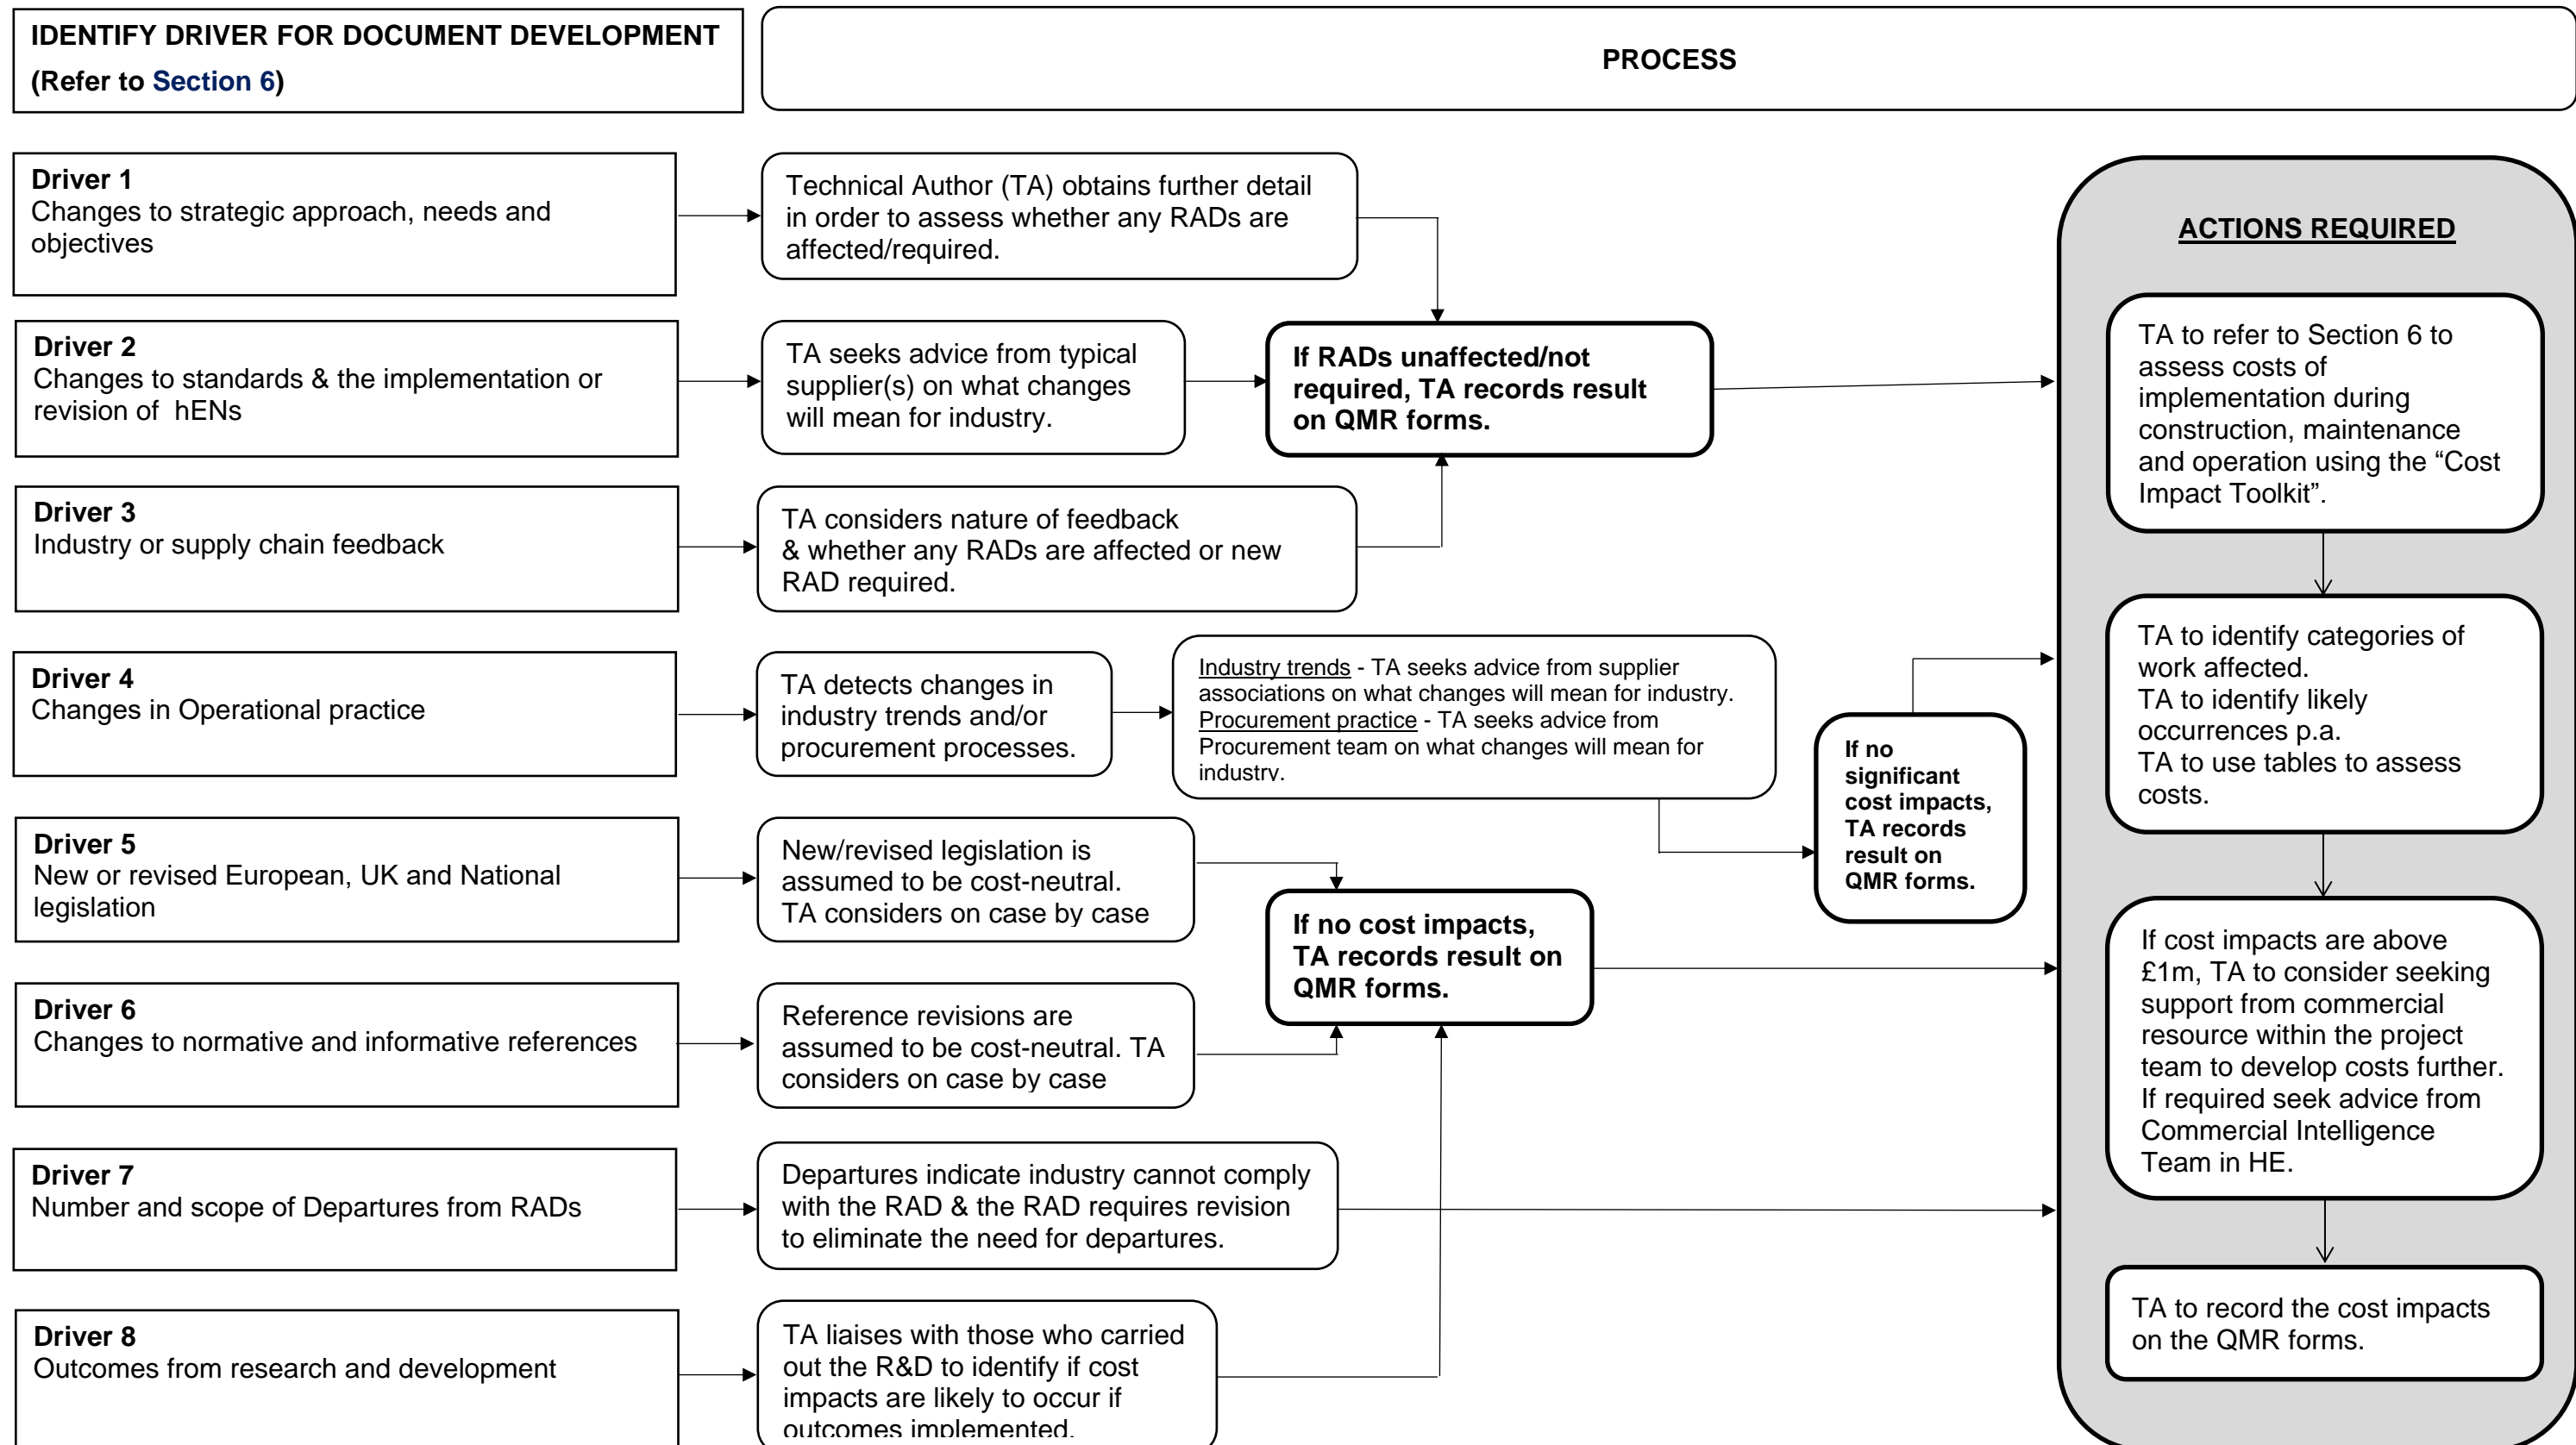 IDENTIFY DRIVER FOR DOCUMENT DEVELOPMENT
(Refer to Section 6)
PROCESS
Driver 1
Changes to strategic approach, needs and
objectives
Technical Author (TA) obtains further detail
in order to assess whether any RADs are
affected/required.
Driver 2
Changes to standards & the implementation or
revision of  hENs
TA seeks advice from typical
supplier(s) on what changes
will mean for industry.
If RADs unaffected/not
required, TA records result
on QMR forms.
Driver 3
Industry or supply chain feedback
TA considers nature of feedback
& whether any RADs are affected or new
RAD required.
Driver 4
Changes in Operational practice
TA detects changes in
industry trends and/or
procurement processes.
Industry trends - TA seeks advice from supplier
associations on what changes will mean for industry.
Procurement practice - TA seeks advice from
Procurement team on what changes will mean for
industry.
If no
significant
cost impacts,
TA records
result on
QMR forms.
Driver 5
New or revised European, UK and National
legislation
New/revised legislation is
assumed to be cost-neutral.
TA considers on case by case
If no cost impacts,
TA records result on
QMR forms.
Driver 6
Changes to normative and informative references
Reference revisions are
assumed to be cost-neutral. TA
considers on case by case
Driver 7
Number and scope of Departures from RADs
Departures indicate industry cannot comply
with the RAD & the RAD requires revision
to eliminate the need for departures.
Driver 8
Outcomes from research and development
TA liaises with those who carried
out the R&D to identify if cost
impacts are likely to occur if
outcomes implemented.
ACTIONS REQUIRED
TA to refer to Section 6 to
assess costs of
implementation during
construction, maintenance
and operation using the “Cost
Impact Toolkit”.
TA to identify categories of
work affected.
TA to identify likely
occurrences p.a.
TA to use tables to assess
costs.
If cost impacts are above
£1m, TA to consider seeking
support from commercial
resource within the project
team to develop costs further.
If required seek advice from
Commercial Intelligence
Team in HE.
TA to record the cost impacts
on the QMR forms.